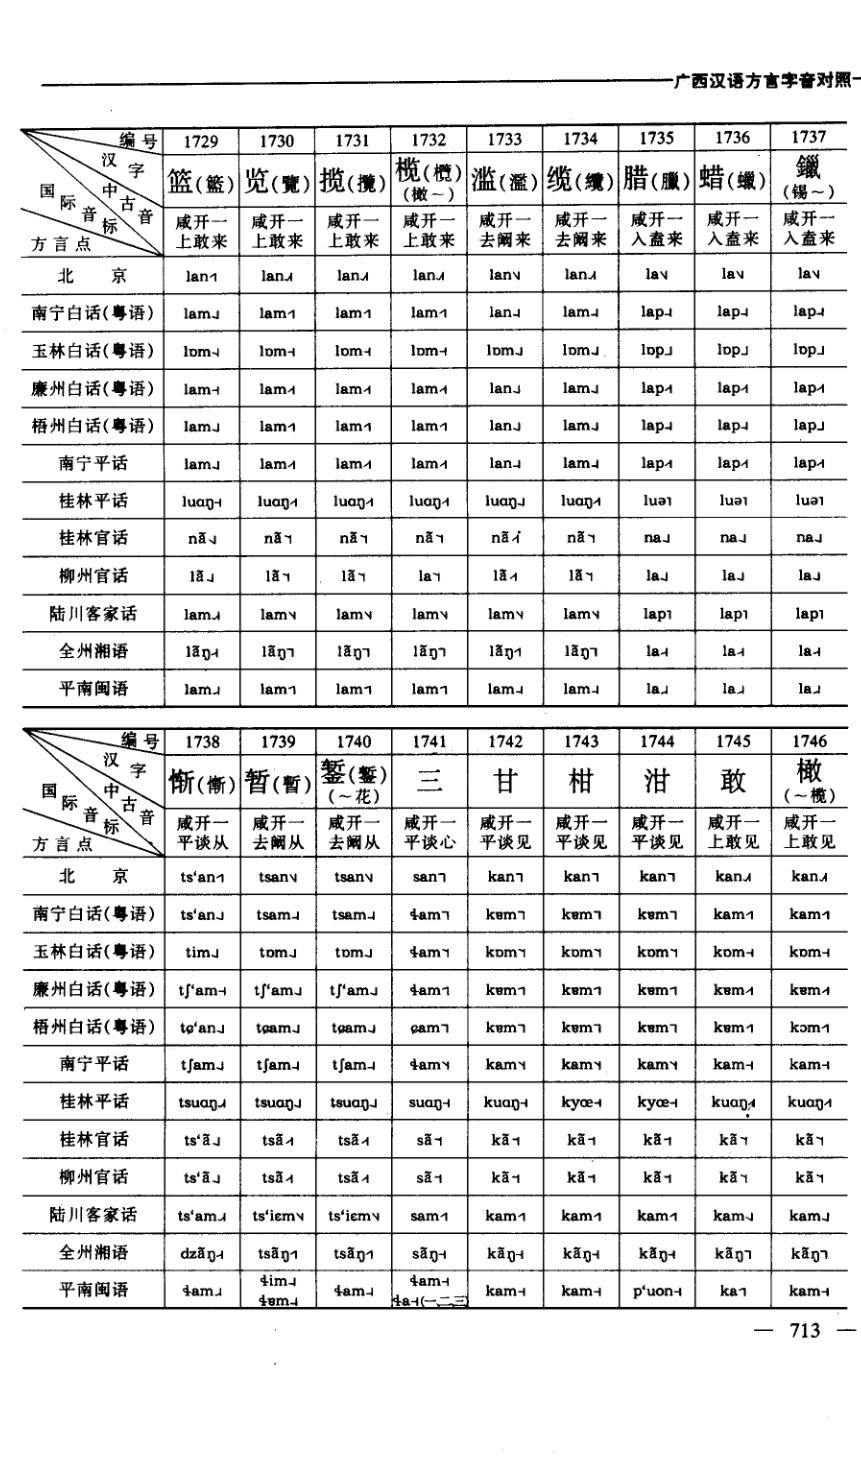 广西汉语方言字音对照
编号 1729 1730 1731 1732 1733 1734 1735 1736 1737
汉字 篮(籃) 览(覽) 揽(攬) 榄(欖)(橄～) 滥(濫) 缆(纜) 腊(臘) 蜡(蠟) 鑞(锡～)
国际音标 中古音 咸开一 咸开一 咸开一 咸开一 咸开一 咸开一 咸开一 咸开一 咸开一
方言点 上敢来 上敢来 上敢来 上敢来 去阚来 去阚来 入盍来 入盍来 入盍来
北京 lan lan lan lan lan lan la la la
南宁白话(粤语) lam lam lam lam lan lam lap lap lap
玉林白话(粤语) lɒm lɒm lɒm lɒm lɒm lɒm lɒp lɒp lɒp
廉州白话(粤语) lam lam lam lam lan lam lap lap lap
梧州白话(粤语) lam lam lam lam lan lam lap lap lap
南宁平话 lam lam lam lam lan lam lap lap lap
桂林平话 luɑŋ luɑŋ luɑŋ luɑŋ luɑŋ luɑŋ luə luə luə
桂林官话 nã nã nã nã nã nã na na na
柳州官话 lã lã lã la lã lã la la la
陆川客家话 lam lam lam lam lam lam lap lap lap
全州湘语 lãŋ lãŋ lãŋ lãŋ lãŋ lãŋ la la la
平南闽语 lam lam lam lam lam lam la la la
编号 1738 1739 1740 1741 1742 1743 1744 1745 1746
汉字 惭(慚) 暂(暫) 錾(鏨)(～花) 三 甘 柑 泔 敢 橄(～榄)
国际音标 中古音 咸开一 咸开一 咸开一 咸开一 咸开一 咸开一 咸开一 咸开一 咸开一
方言点 平谈从 去阚从 去阚从 平谈心 平谈见 平谈见 平谈见 上敢见 上敢见
北京 ts‘an tsan tsan san kan kan kan kan kan
南宁白话(粤语) ts‘an tsam tsam ɬam kɐm kɐm kɐm kam kam
玉林白话(粤语) tim tɒm tɒm ɬam kɒm kɒm kɒm kɒm kɒm
廉州白话(粤语) tʃ‘am tʃ‘am tʃ‘am ɬam kɐm kɐm kɐm kɐm kɐm
梧州白话(粤语) tɕ‘an tɕam tɕam ɕam kɐm kɐm kɐm kɐm kɔm
南宁平话 tʃam tʃam tʃam ɬam kam kam kam kam kam
桂林平话 tsuɑŋ tsuɑŋ tsuɑŋ suɑŋ kuɑŋ kyœ kyœ kuɑŋ kuɑŋ
桂林官话 ts‘ã tsã tsã sã kã kã kã kã kã
柳州官话 ts‘ã tsã tsã sã kã kã kã kã kã
陆川客家话 ts‘am ts‘iɛm ts‘iɛm sam kam kam kam kam kam
全州湘语 dzãŋ tsãŋ tsãŋ sãŋ kãŋ kãŋ kãŋ kãŋ kãŋ
平南闽语 ɬam ɬim ɬɐm ɬam ɬam ɬa(一二三) kam kam p‘uon ka kam
— 713 —